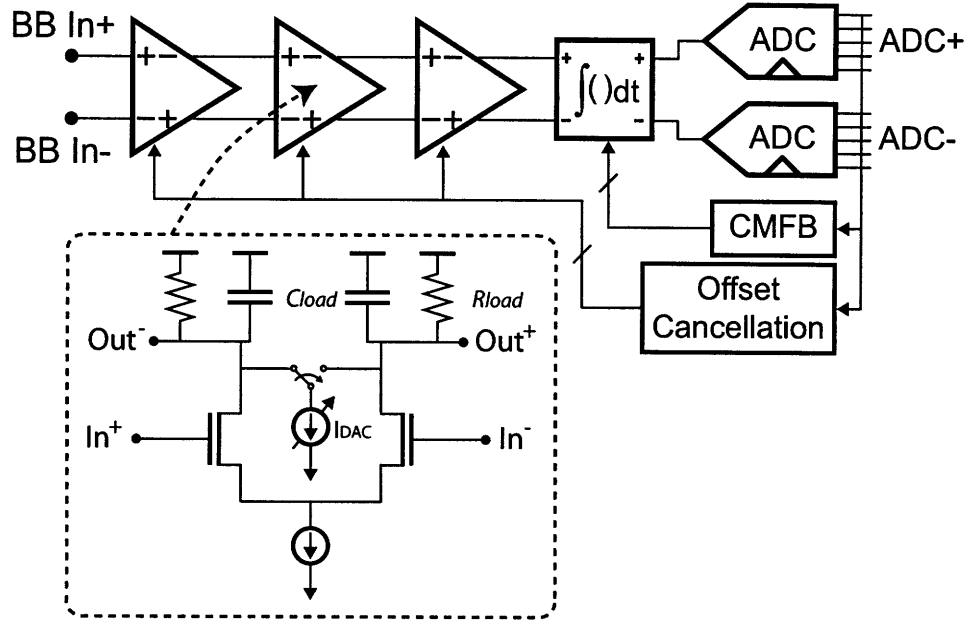 BB In+
BB In-
+ −
− +
+ −
− +
+ −
− +
+ +
∫()dt
− −
ADC
ADC+
ADC
ADC-
CMFB
Offset
Cancellation
Cload
Rload
Out-
Out+
In+
IDAC
In-